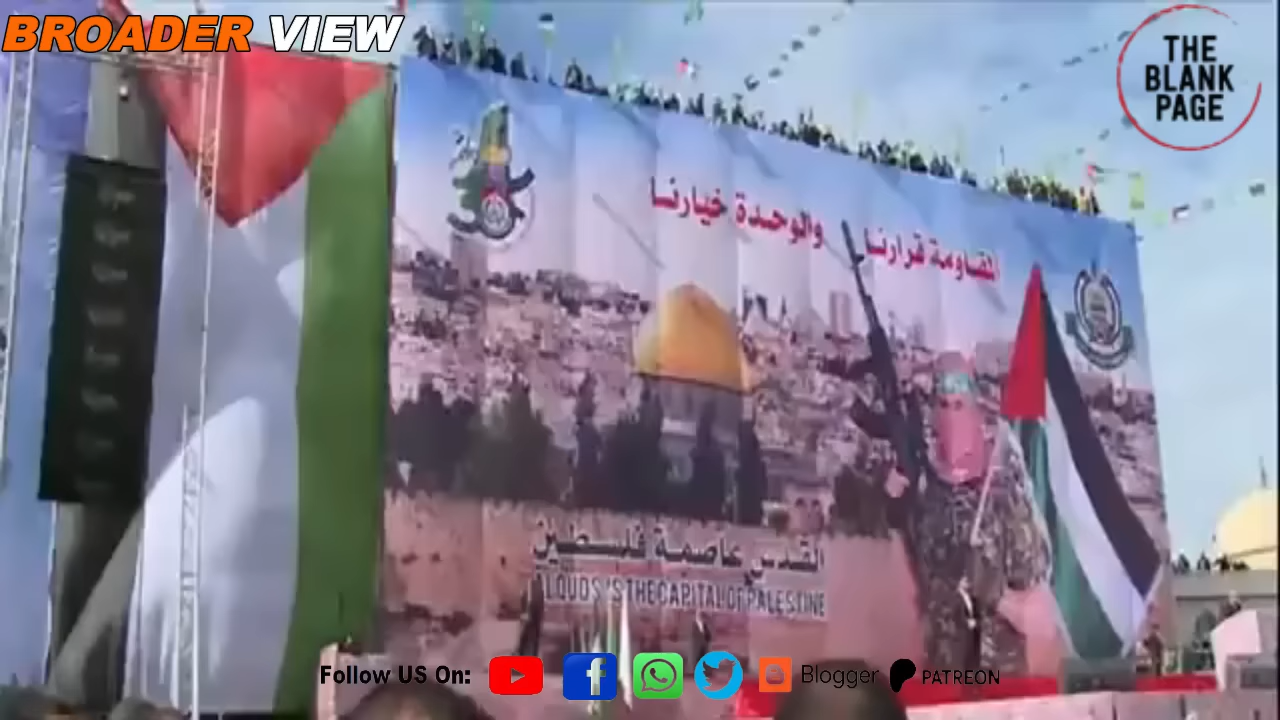 BROADER VIEW
THE
BLANK
PAGE
المقاومة قرارنا والوحدة خيارنا
القدس عاصمة فلسطين
ALQUDS IS THE CAPITAL OF PALESTINE
Follow US On:
Blogger
PATREON